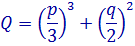 Q = (p/3)³ + (q/2)²